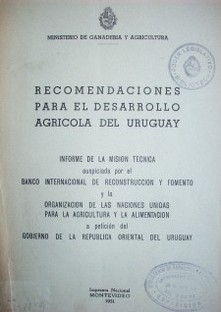 MINISTERIO DE GANADERIA Y AGRICULTURA
RECOMENDACIONES
PARA EL DESARROLLO
AGRICOLA DEL URUGUAY
INFORME DE LA MISION TECNICA
auspiciada por el
BANCO INTERNACIONAL DE RECONSTRUCCION Y FOMENTO
y la
ORGANIZACION DE LAS NACIONES UNIDAS
PARA LA AGRICULTURA Y LA ALIMENTACION
a petición del
GOBIERNO DE LA REPUBLICA ORIENTAL DEL URUGUAY
Imprenta Nacional
MONTEVIDEO
1951